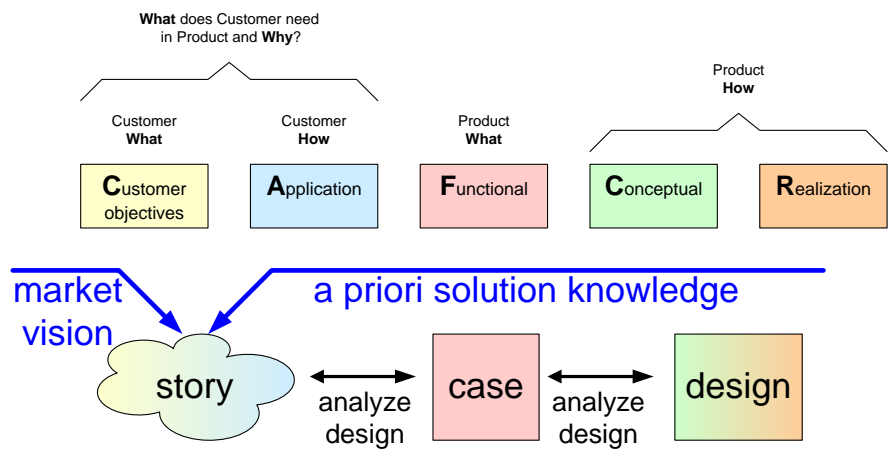 What does Customer need
in Product and Why?
Product
How
Customer
What
Customer
How
Product
What
Customer
objectives
Application
Functional
Conceptual
Realization
market
vision
a priori solution knowledge
story
case
design
analyze
design
analyze
design